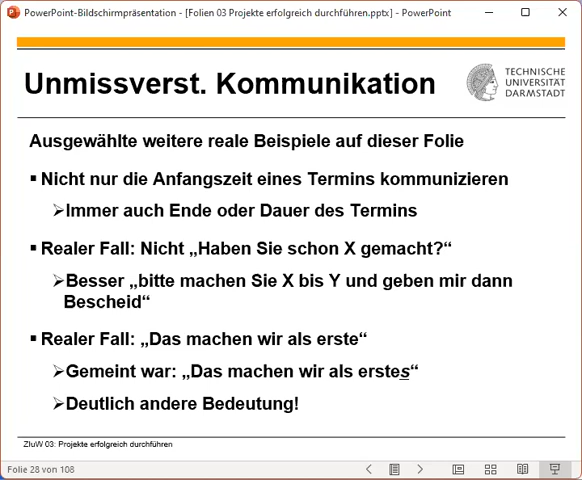 PowerPoint-Bildschirmpräsentation - [Folien 03 Projekte erfolgreich durchführen.pptx] - PowerPoint
Unmissverst. Kommunikation
TECHNISCHE
UNIVERSITÄT
DARMSTADT
Ausgewählte weitere reale Beispiele auf dieser Folie
▪ Nicht nur die Anfangszeit eines Termins kommunizieren
➢Immer auch Ende oder Dauer des Termins
▪ Realer Fall: Nicht „Haben Sie schon X gemacht?“
➢Besser „bitte machen Sie X bis Y und geben mir dann
Bescheid“
▪ Realer Fall: „Das machen wir als erste“
➢Gemeint war: „Das machen wir als erstes“
➢Deutlich andere Bedeutung!
ZIuW 03: Projekte erfolgreich durchführen
Folie 28 von 108